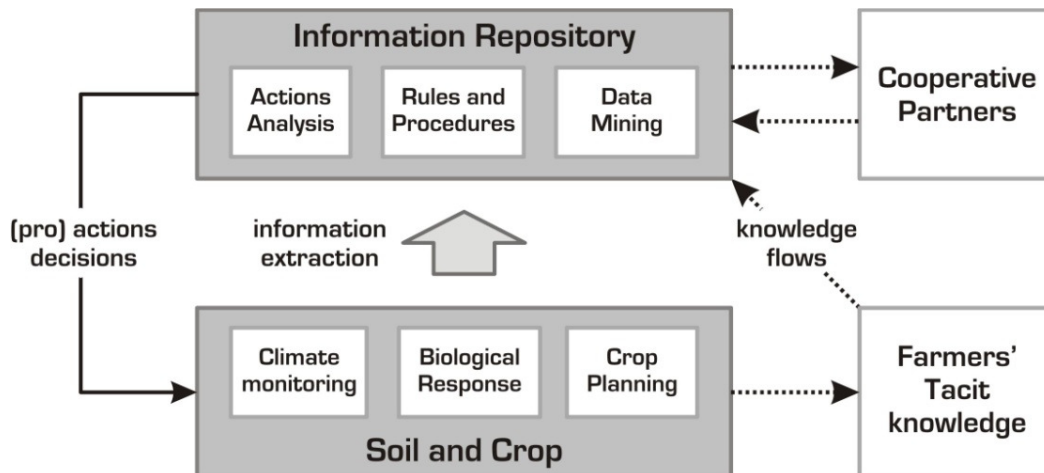 Information Repository
Actions
Analysis
Rules and
Procedures
Data
Mining
Cooperative
Partners
(pro) actions
decisions
information
extraction
knowledge
flows
Climate
monitoring
Biological
Response
Crop
Planning
Soil and Crop
Farmers’
Tacit
knowledge